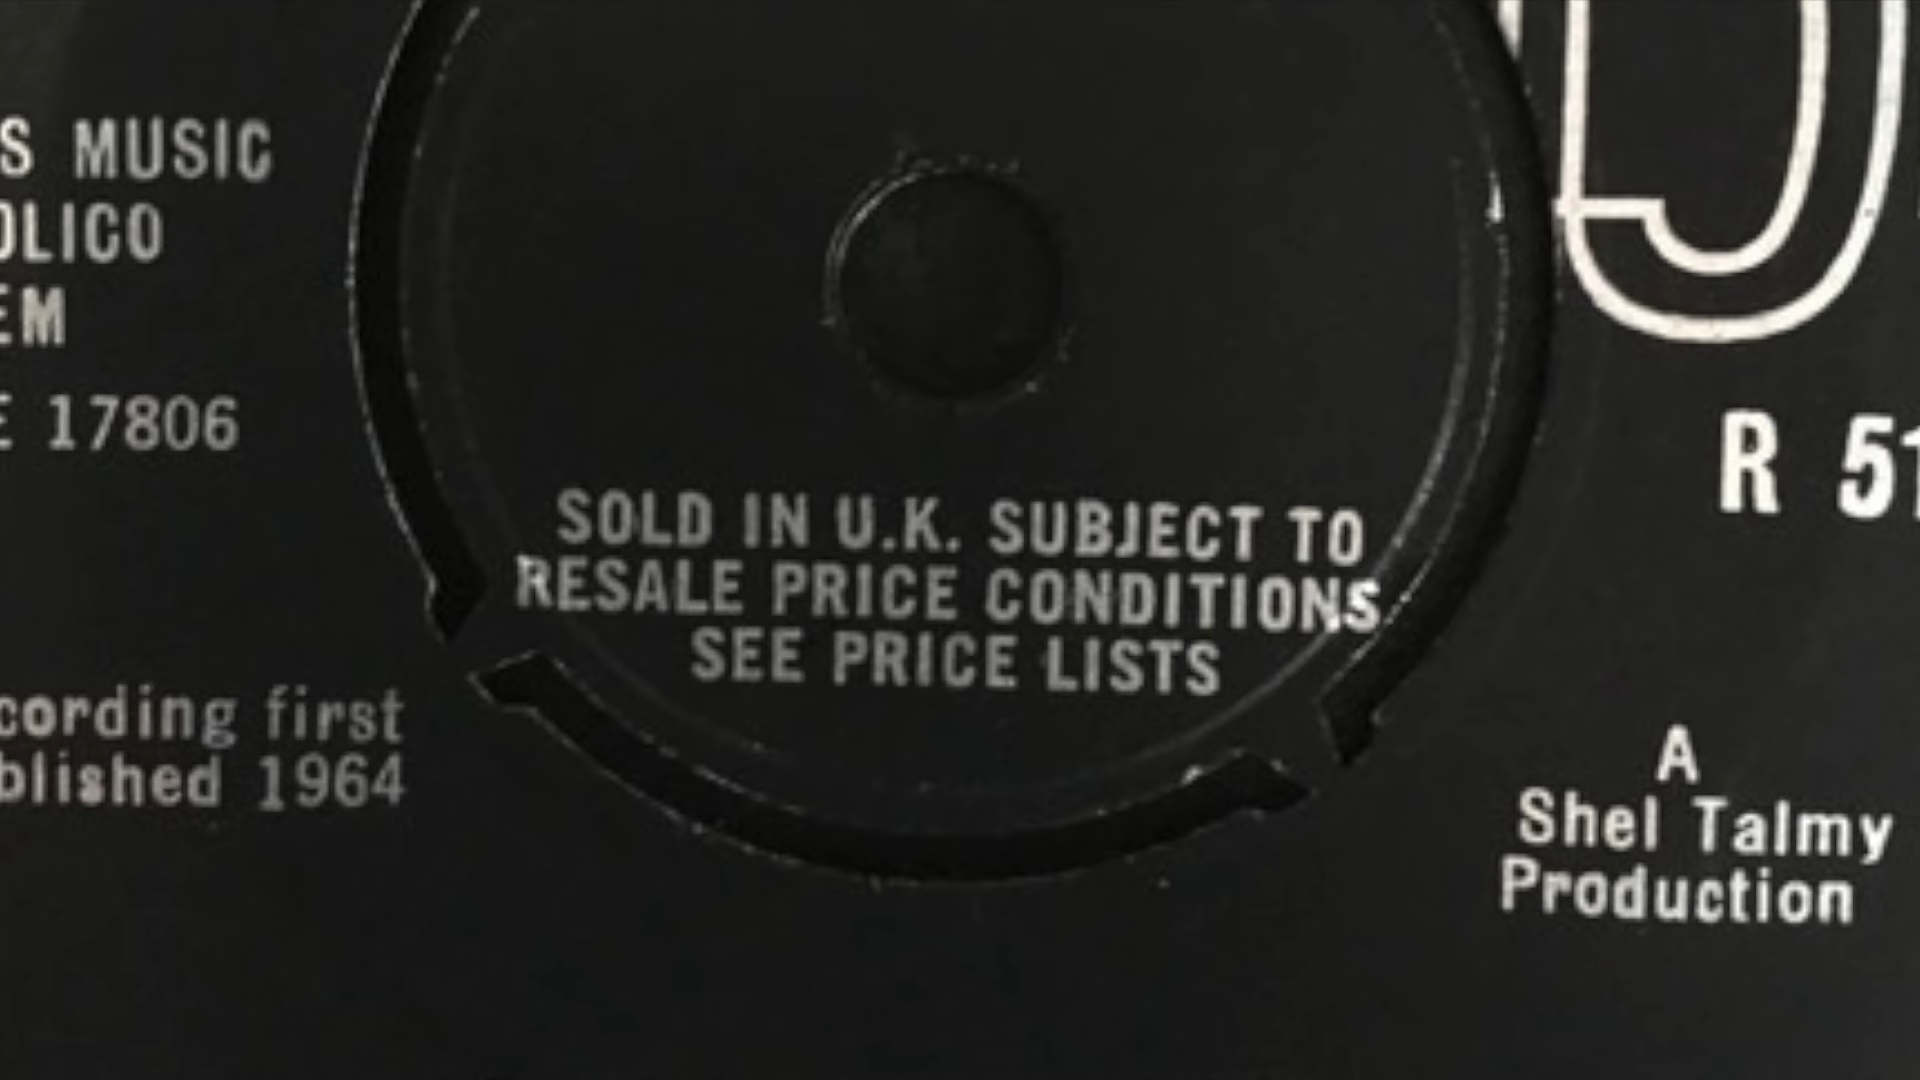 S MUSIC
OLICO
EM
E 17806
cording first
blished 1964
SOLD IN U.K. SUBJECT TO
RESALE PRICE CONDITIONS
SEE PRICE LISTS
R 51
A
Shel Talmy
Production